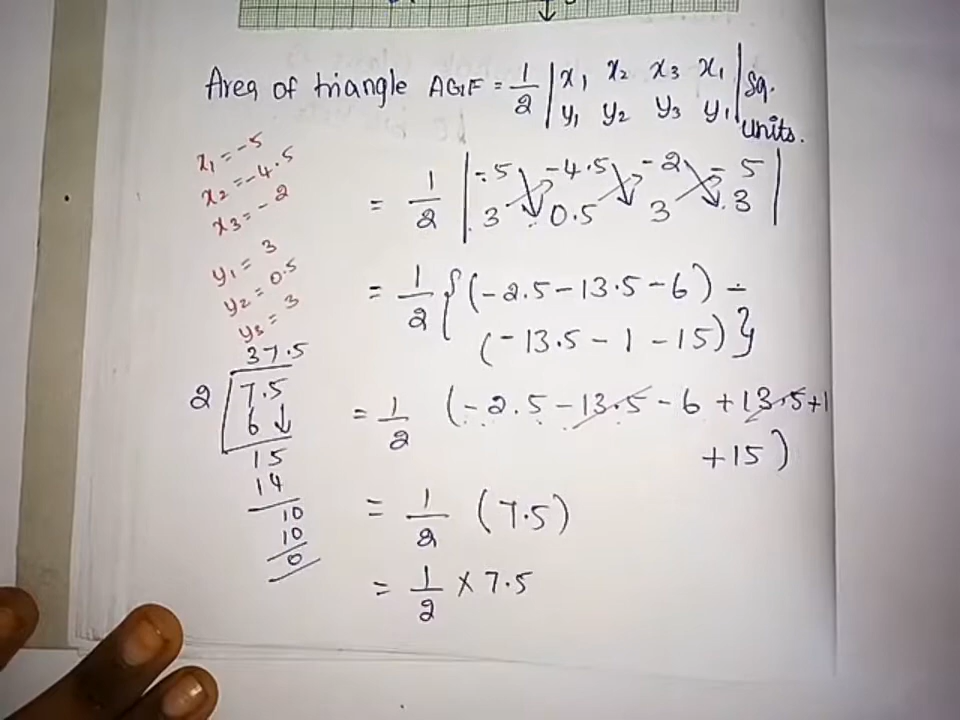 Area of triangle AGF = 1/2 | x₁ x₂ x₃ x₁ | sq.
y₁ y₂ y₃ y₁ units.
x₁ = -5
x₂ = -4.5
x₃ = -2
y₁ = 3
y₂ = 0.5
y₃ = 3
= 1/2 | -5 -4.5 -2 -5 |
3 0.5 3 3
= 1/2 { (-2.5 - 13.5 - 6) -
(-13.5 - 1 - 15) }
= 1/2 (-2.5 - 13.5 - 6 + 13.5 + 1
+ 15)
= 1/2 (7.5)
= 1/2 × 7.5
37.5
2 7.5
6 ↓
15
14
10
10
0